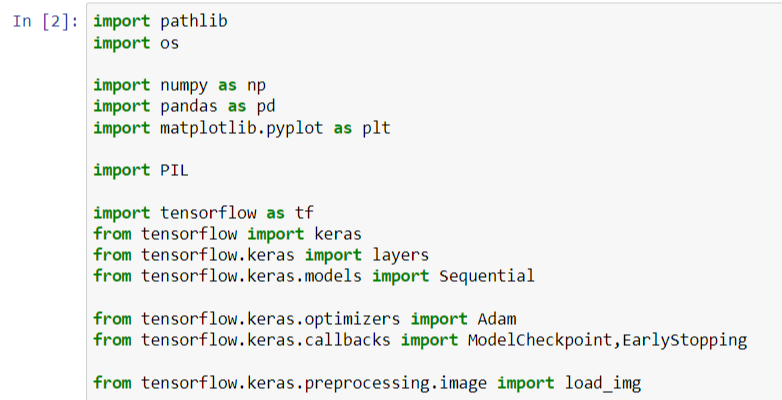 In [2]: import pathlib
import os
import numpy as np
import pandas as pd
import matplotlib.pyplot as plt
import PIL
import tensorflow as tf
from tensorflow import keras
from tensorflow.keras import layers
from tensorflow.keras.models import Sequential
from tensorflow.keras.optimizers import Adam
from tensorflow.keras.callbacks import ModelCheckpoint,EarlyStopping
from tensorflow.keras.preprocessing.image import load_img